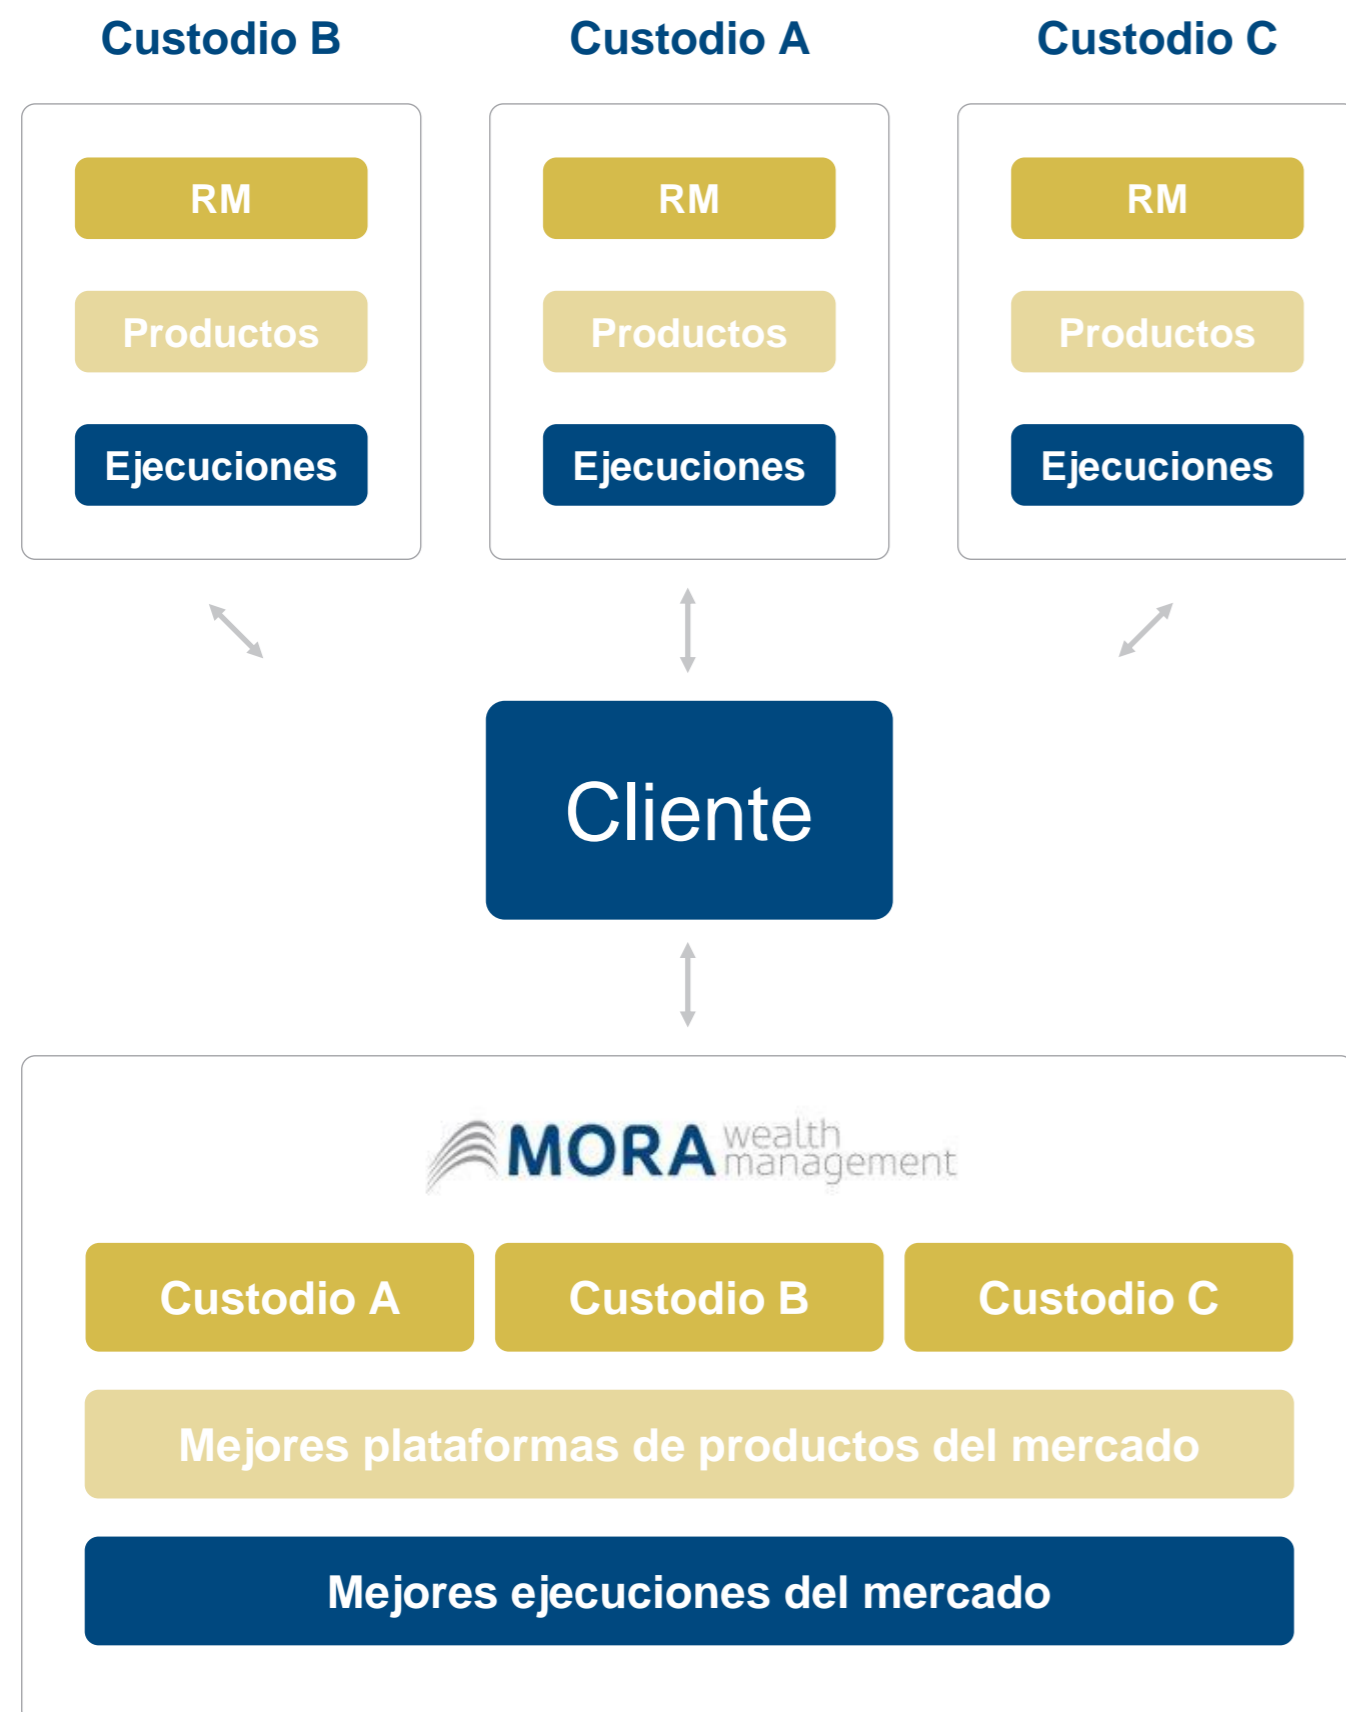 Custodio B
Custodio A
Custodio C
RM
RM
RM
Productos
Productos
Productos
Ejecuciones
Ejecuciones
Ejecuciones
Cliente
MORA wealth
management
Custodio A
Custodio B
Custodio C
Mejores plataformas de productos del mercado
Mejores ejecuciones del mercado